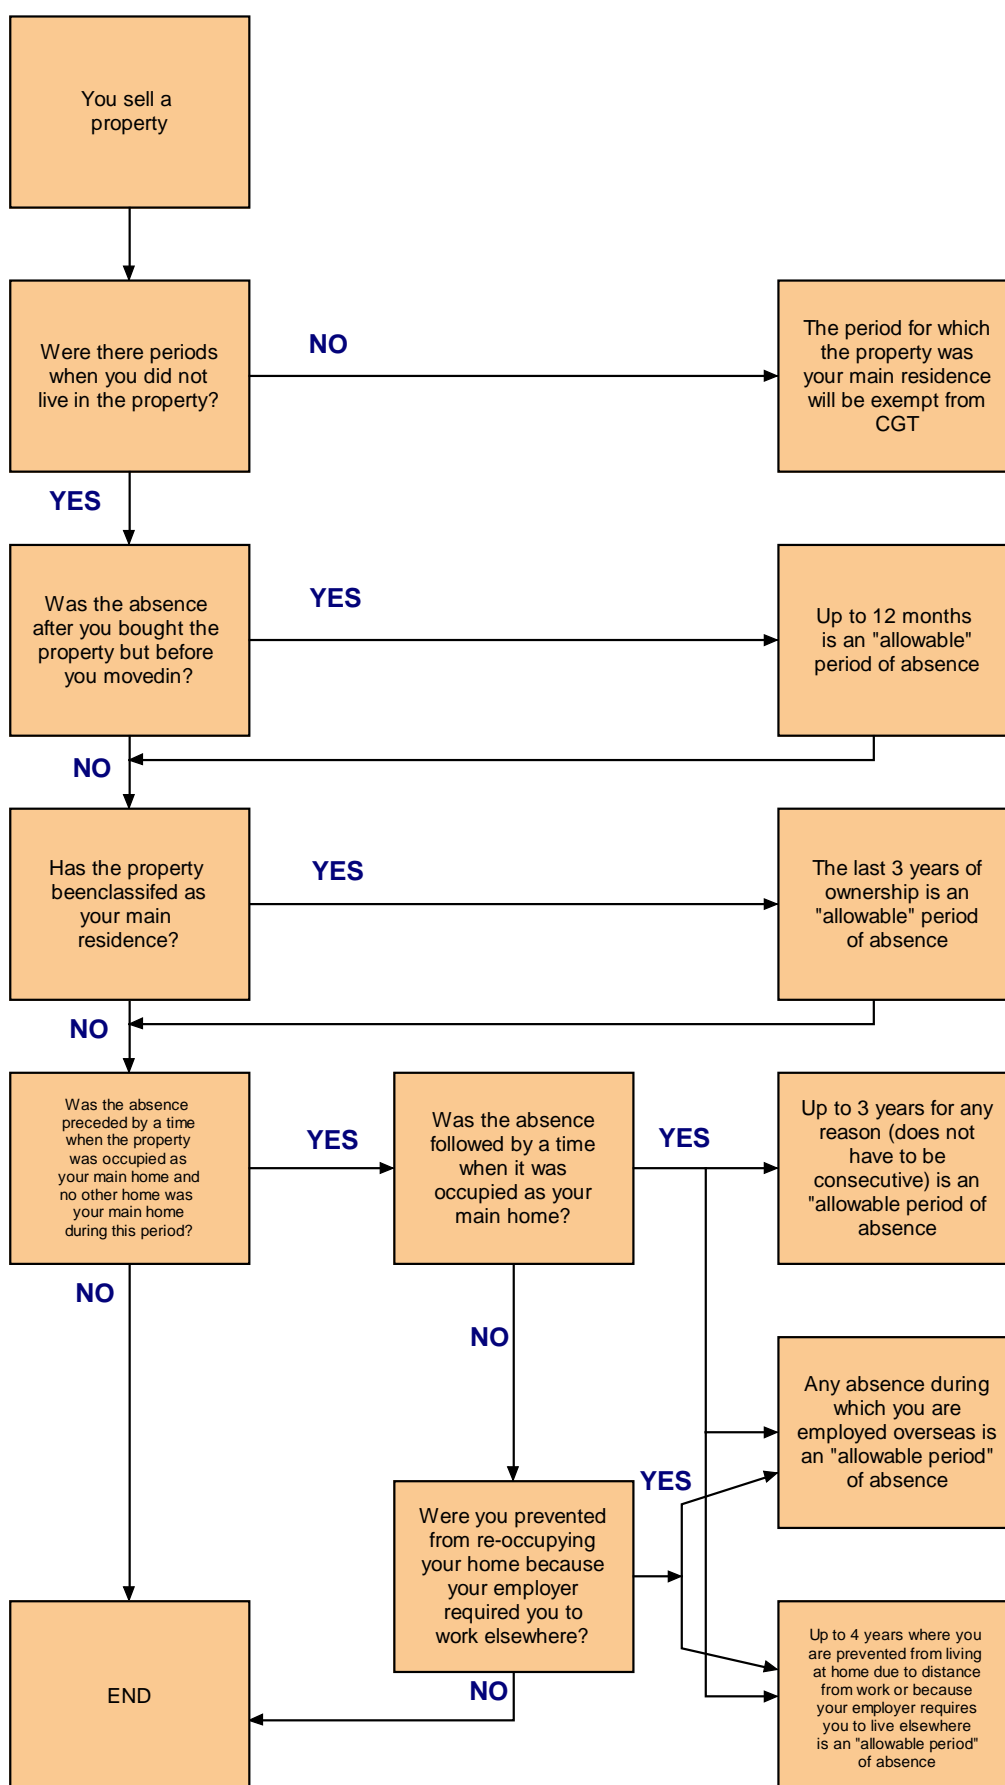 You sell a
property
Were there periods
when you did not
live in the property?
NO
The period for which
the property was
your main residence
will be exempt from
CGT
YES
Was the absence
after you bought the
property but before
you movedin?
YES
Up to 12 months
is an "allowable"
period of absence
NO
Has the property
beenclassifed as
your main
residence?
YES
The last 3 years of
ownership is an
"allowable" period
of absence
NO
Was the absence
preceded by a time
when the property
was occupied as
your main home and
no other home was
your main home
during this period?
YES
Was the absence
followed by a time
when it was
occupied as your
main home?
YES
Up to 3 years for any
reason (does not
have to be
consecutive) is an
"allowable period of
absence
NO
NO
Any absence during
which you are
employed overseas is
an "allowable period"
of absence
YES
Were you prevented
from re-occupying
your home because
your employer
required you to
work elsewhere?
NO
END
Up to 4 years where you
are prevented from living
at home due to distance
from work or because
your employer requires
you to live elsewhere
is an "allowable period"
of absence